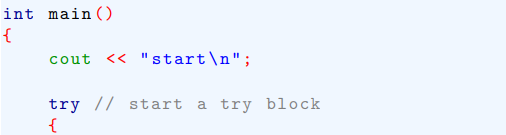 int main()
{
cout << "start\n";
try // start a try block
{